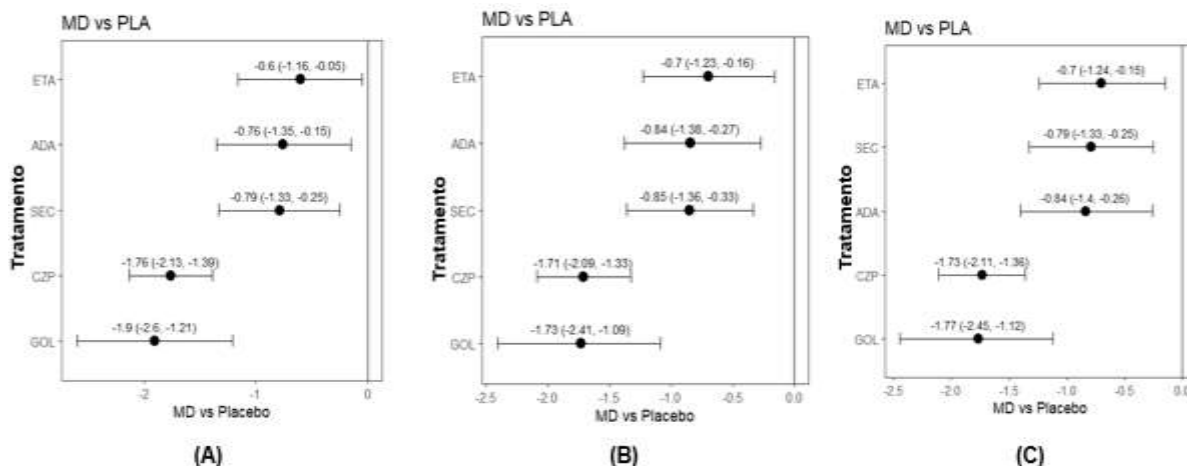 MD vs PLA
Tratamento
ETA
-0.6 (-1.16, -0.05)
ADA
-0.76 (-1.35, -0.15)
SEC
-0.79 (-1.33, -0.25)
CZP
-1.76 (-2.13, -1.39)
GOL
-1.9 (-2.6, -1.21)
-2
-1
0
MD vs Placebo
(A)
MD vs PLA
Tratamento
ETA
-0.7 (-1.23, -0.16)
ADA
-0.84 (-1.38, -0.27)
SEC
-0.85 (-1.36, -0.33)
CZP
-1.71 (-2.09, -1.33)
GOL
-1.73 (-2.41, -1.09)
-2.5
-2.0
-1.5
-1.0
-0.5
0.0
MD vs Placebo
(B)
MD vs PLA
Tratamento
ETA
-0.7 (-1.24, -0.15)
SEC
-0.79 (-1.33, -0.25)
ADA
-0.84 (-1.4, -0.26)
CZP
-1.73 (-2.11, -1.36)
GOL
-1.77 (-2.45, -1.12)
-2.5
-2.0
-1.5
-1.0
-0.5
0.0
MD vs Placebo
(C)